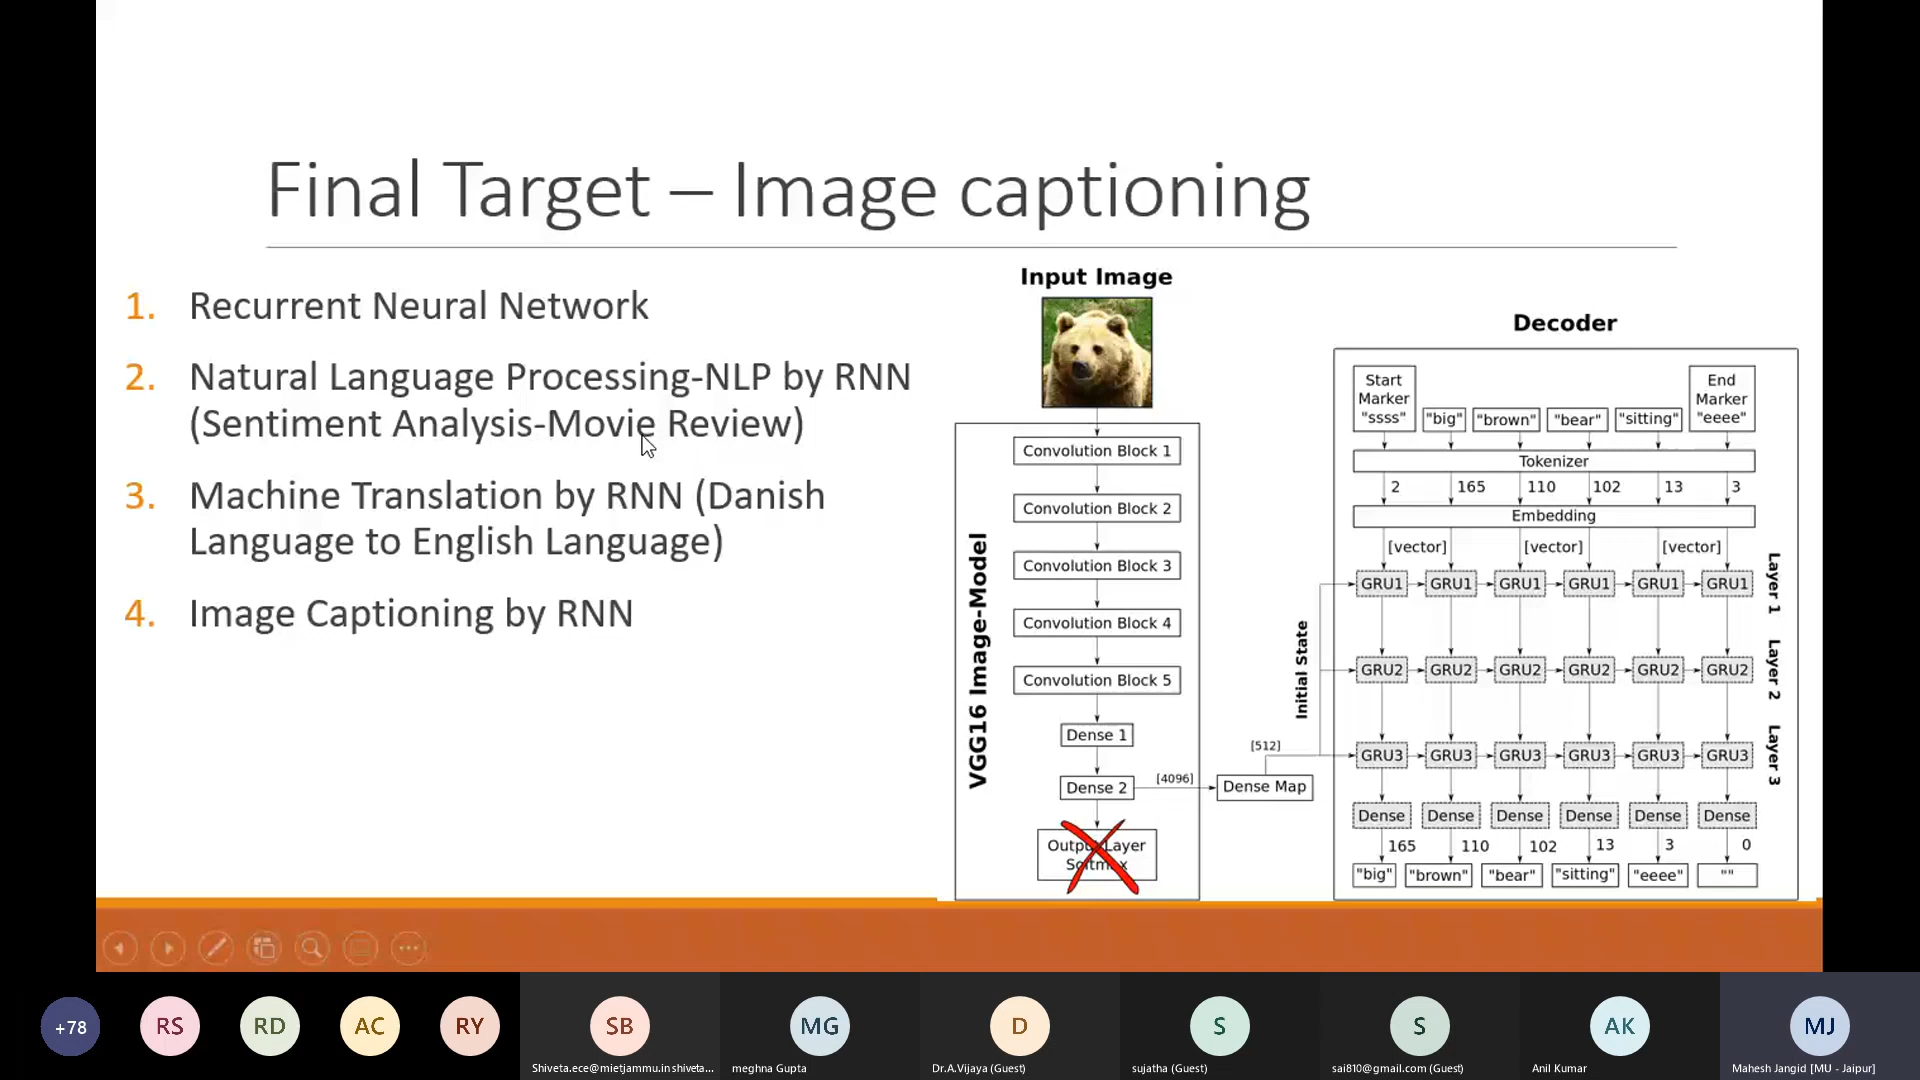 Final Target – Image captioning
1. Recurrent Neural Network
2. Natural Language Processing-NLP by RNN
(Sentiment Analysis-Movie Review)
3. Machine Translation by RNN (Danish
Language to English Language)
4. Image Captioning by RNN
Input Image
VGG16 Image-Model
Convolution Block 1
Convolution Block 2
Convolution Block 3
Convolution Block 4
Convolution Block 5
Dense 1
Dense 2
[4096]
Output Layer
Softmax
Dense Map
[512]
Initial State
Decoder
Start
Marker
"ssss"
"big" "brown" "bear" "sitting"
End
Marker
"eeee"
Tokenizer
2 165 110 102 13 3
Embedding
[vector] [vector] [vector]
GRU1 GRU1 GRU1 GRU1 GRU1 GRU1
Layer 1
GRU2 GRU2 GRU2 GRU2 GRU2 GRU2
Layer 2
GRU3 GRU3 GRU3 GRU3 GRU3 GRU3
Layer 3
Dense Dense Dense Dense Dense Dense
165 110 102 13 3 0
"big" "brown" "bear" "sitting" "eeee" ""
+78 RS RD AC RY SB MG D S S AK MJ
Shiveta.ece@mietjammu.in shiveta... meghna Gupta Dr.A.Vijaya (Guest) sujatha (Guest) sai810@gmail.com (Guest) Anil Kumar Mahesh Jangid [MU - Jaipur]